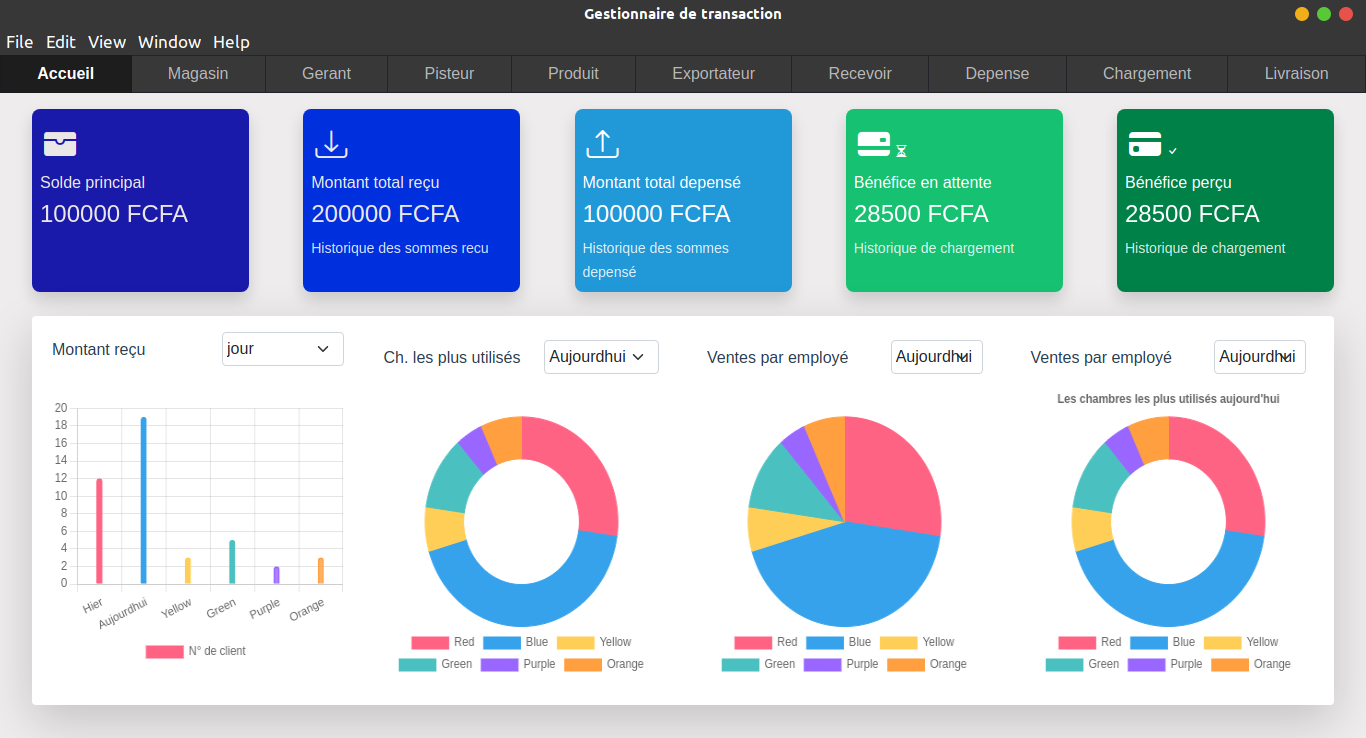 Gestionnaire de transaction
File Edit View Window Help
Accueil Magasin Gerant Pisteur Produit Exportateur Recevoir Depense Chargement Livraison
Solde principal
100000 FCFA
Montant total reçu
200000 FCFA
Historique des sommes recu
Montant total depensé
100000 FCFA
Historique des sommes
depensé
Bénéfice en attente
28500 FCFA
Historique de chargement
Bénéfice perçu
28500 FCFA
Historique de chargement
Montant reçu
jour
20
18
16
14
12
10
8
6
4
2
0
Hier Aujourdhui Yellow Green Purple Orange
N° de client
Ch. les plus utilisés
Aujourdhui
Red Blue Yellow
Green Purple Orange
Ventes par employé
Aujourdhui
Red Blue Yellow
Green Purple Orange
Ventes par employé
Aujourdhui
Les chambres les plus utilisés aujourd'hui
Red Blue Yellow
Green Purple Orange